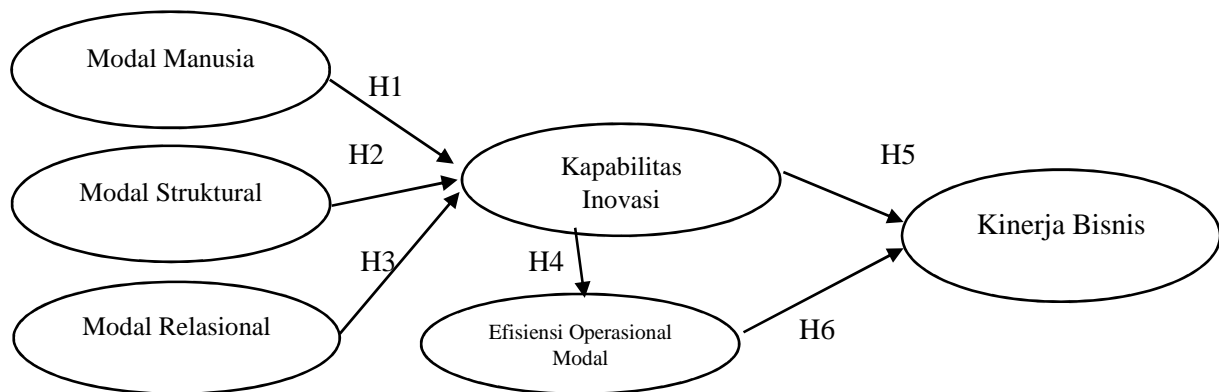 Modal Manusia
H1
H2
Modal Struktural
H3
Modal Relasional
Kapabilitas
Inovasi
H4
Efisiensi Operasional
Modal
H5
H6
Kinerja Bisnis